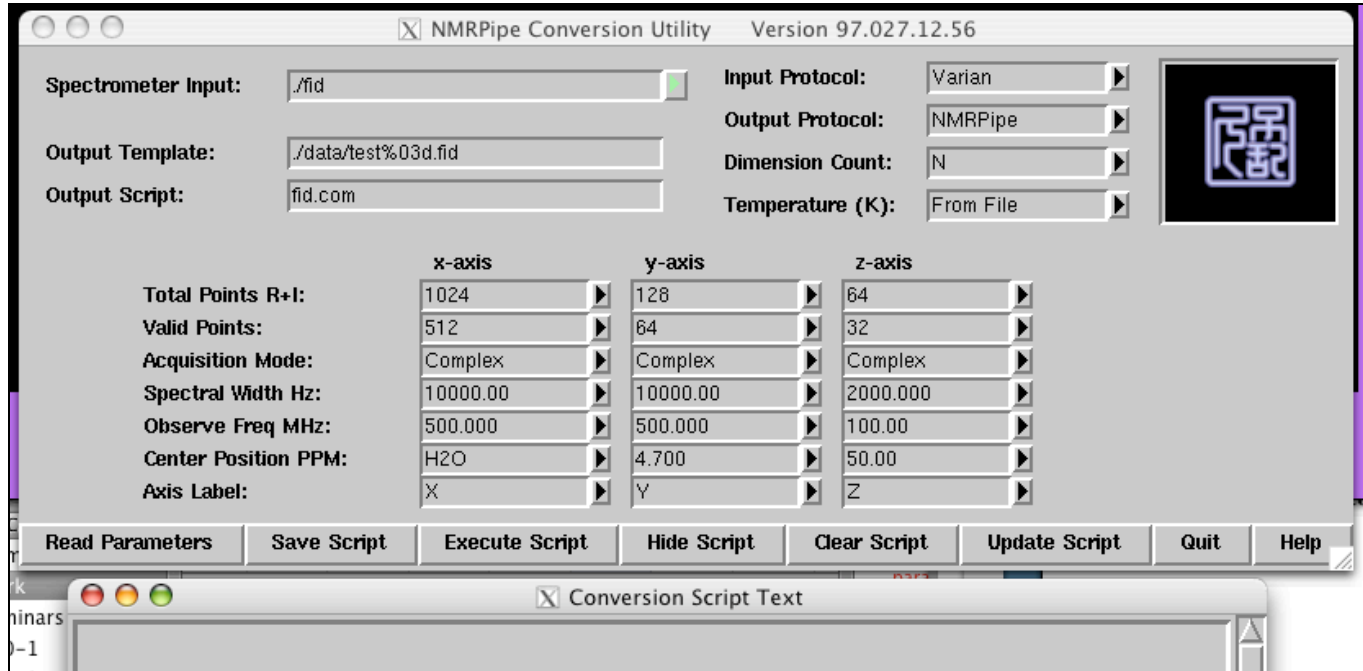 NMRPipe Conversion Utility Version 97.027.12.56
Spectrometer Input: ./fid
Input Protocol: Varian
Output Protocol: NMRPipe
Output Template: ./data/test%03d.fid
Dimension Count: N
Output Script: fid.com
Temperature (K): From File
x-axis y-axis z-axis
Total Points R+I: 1024 128 64
Valid Points: 512 64 32
Acquisition Mode: Complex Complex Complex
Spectral Width Hz: 10000.00 10000.00 2000.000
Observe Freq MHz: 500.000 500.000 100.00
Center Position PPM: H2O 4.700 50.00
Axis Label: X Y Z
Read Parameters Save Script Execute Script Hide Script Clear Script Update Script Quit Help
Conversion Script Text